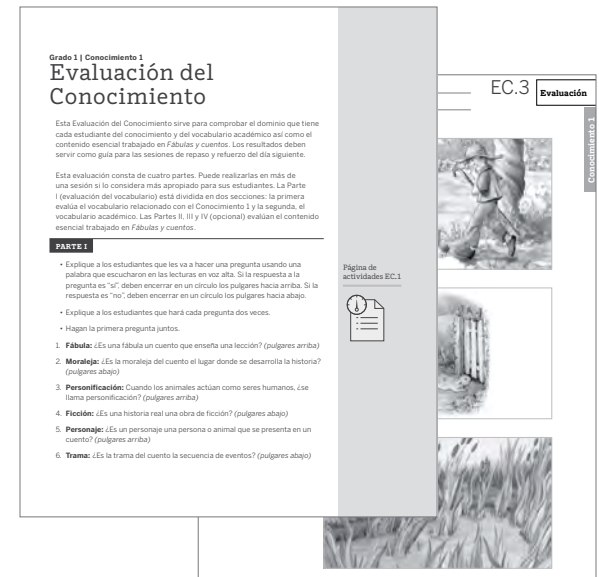 Grado 1 | Conocimiento 1
Evaluación del
Conocimiento
Esta Evaluación del Conocimiento sirve para comprobar el dominio que tiene
cada estudiante del conocimiento y del vocabulario académico así como el
contenido esencial trabajado en Fábulas y cuentos. Los resultados deben
servir como guía para las sesiones de repaso y refuerzo del día siguiente.
Esta evaluación consta de cuatro partes. Puede realizarlas en más de
una sesión si lo considera más apropiado para sus estudiantes. La Parte
I (evaluación del vocabulario) está dividida en dos secciones: la primera
evalúa el vocabulario relacionado con el Conocimiento 1 y la segunda, el
vocabulario académico. Las Partes II, III y IV (opcional) evalúan el contenido
esencial trabajado en Fábulas y cuentos.
PARTE I
• Explique a los estudiantes que les va a hacer una pregunta usando una
palabra que escucharon en las lecturas en voz alta. Si la respuesta a la
pregunta es "sí", deben encerrar en un círculo los pulgares hacia arriba. Si la
respuesta es "no", deben encerrar en un círculo los pulgares hacia abajo.
• Explique a los estudiantes que hará cada pregunta dos veces.
• Hagan la primera pregunta juntos.
1. Fábula: ¿Es una fábula un cuento que enseña una lección? (pulgares arriba)
2. Moraleja: ¿Es la moraleja del cuento el lugar donde se desarrolla la historia?
(pulgares abajo)
3. Personificación: Cuando los animales actúan como seres humanos, ¿se
llama personificación? (pulgares arriba)
4. Ficción: ¿Es una historia real una obra de ficción? (pulgares abajo)
5. Personaje: ¿Es un personaje una persona o animal que se presenta en un
cuento? (pulgares arriba)
6. Trama: ¿Es la trama del cuento la secuencia de eventos? (pulgares abajo)
Página de
actividades EC.1
EC.3
Evaluación
Conocimiento 1